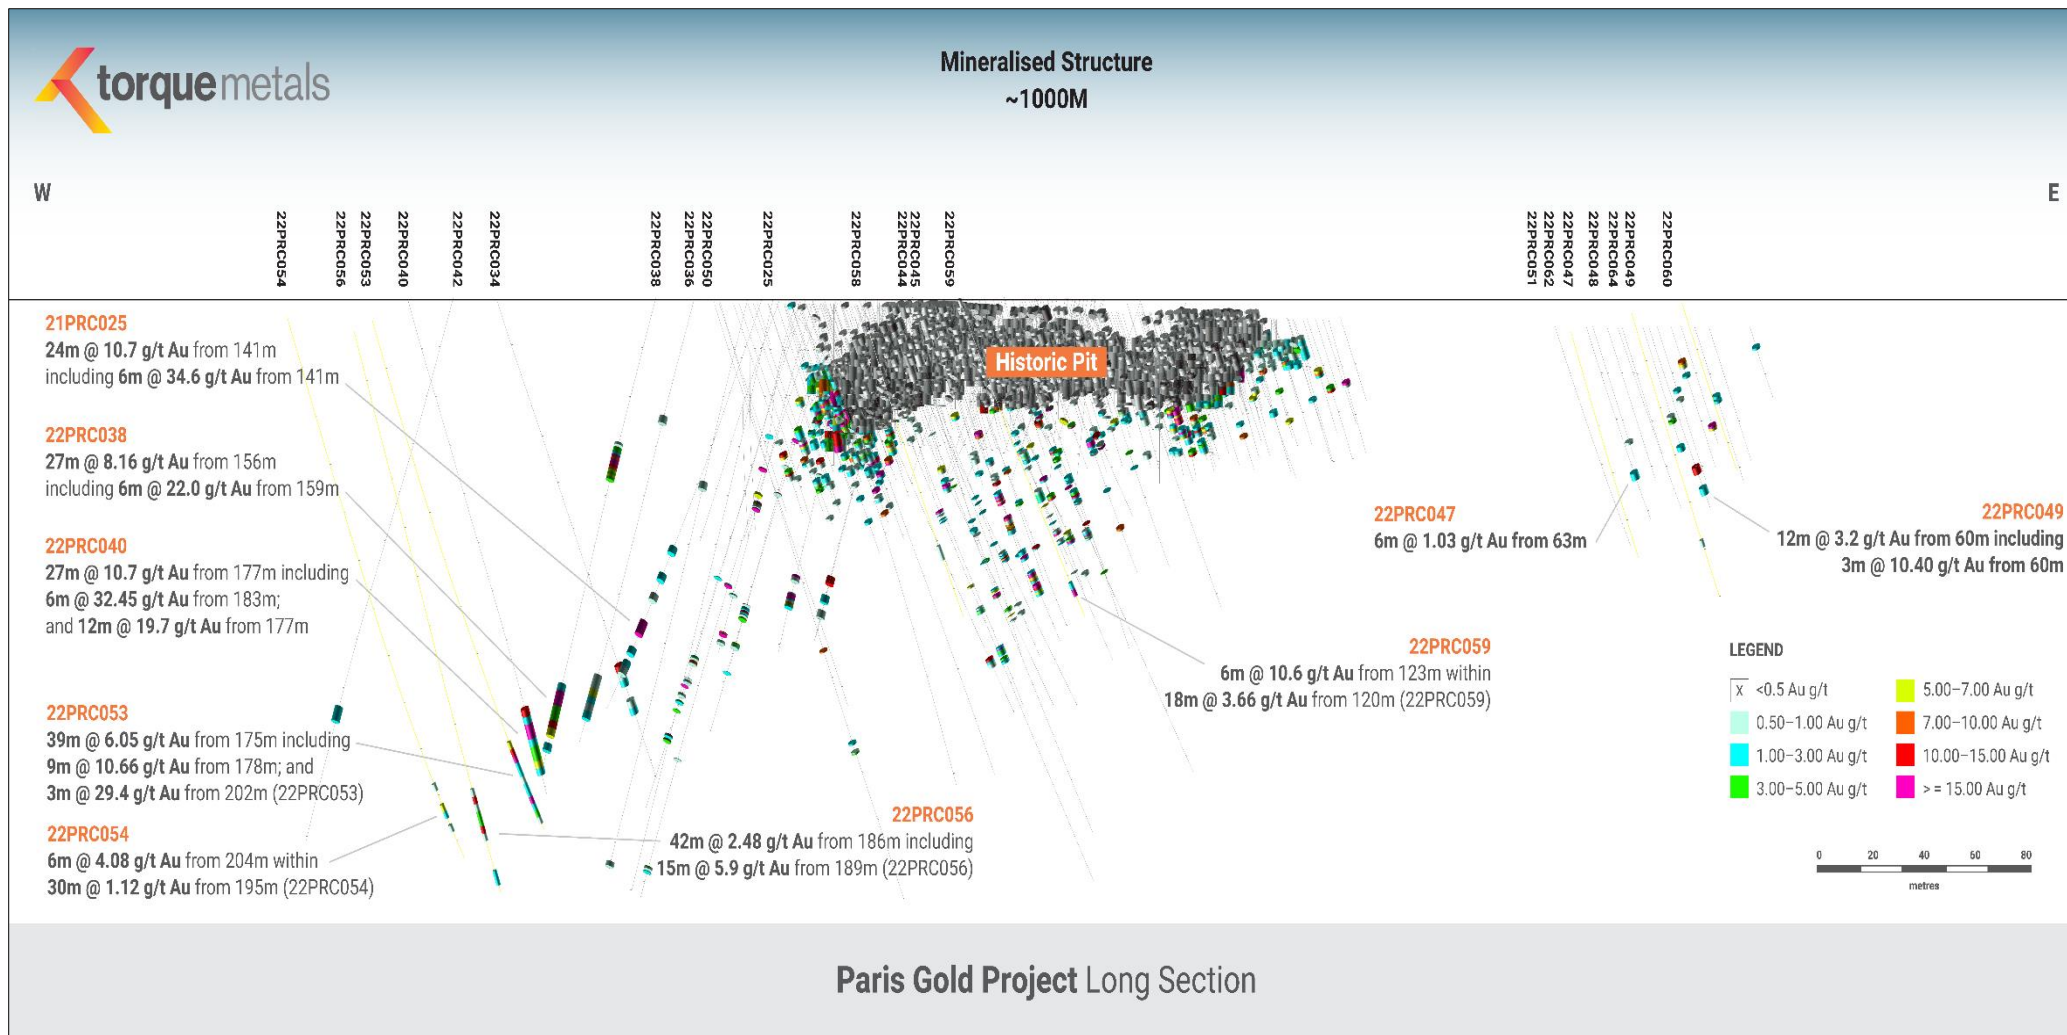 torquemetals
Mineralised Structure
~1000M
W
E
22PRC054
22PRC056
22PRC053
22PRC040
22PRC042
22PRC034
22PRC038
22PRC036
22PRC050
22PRC025
22PRC058
22PRC044
22PRC045
22PRC059
22PRC051
22PRC062
22PRC047
22PRC048
22PRC064
22PRC049
22PRC060
Historic Pit
21PRC025
24m @ 10.7 g/t Au from 141m
including 6m @ 34.6 g/t Au from 141m
22PRC038
27m @ 8.16 g/t Au from 156m
including 6m @ 22.0 g/t Au from 159m
22PRC040
27m @ 10.7 g/t Au from 177m including
6m @ 32.45 g/t Au from 183m;
and 12m @ 19.7 g/t Au from 177m
22PRC053
39m @ 6.05 g/t Au from 175m including
9m @ 10.66 g/t Au from 178m; and
3m @ 29.4 g/t Au from 202m (22PRC053)
22PRC054
6m @ 4.08 g/t Au from 204m within
30m @ 1.12 g/t Au from 195m (22PRC054)
22PRC056
42m @ 2.48 g/t Au from 186m including
15m @ 5.9 g/t Au from 189m (22PRC056)
22PRC059
6m @ 10.6 g/t Au from 123m within
18m @ 3.66 g/t Au from 120m (22PRC059)
22PRC047
6m @ 1.03 g/t Au from 63m
22PRC049
12m @ 3.2 g/t Au from 60m including
3m @ 10.40 g/t Au from 60m
LEGEND
x <0.5 Au g/t
0.50–1.00 Au g/t
1.00–3.00 Au g/t
3.00–5.00 Au g/t
5.00–7.00 Au g/t
7.00–10.00 Au g/t
10.00–15.00 Au g/t
> = 15.00 Au g/t
0 20 40 60 80
metres
Paris Gold Project Long Section